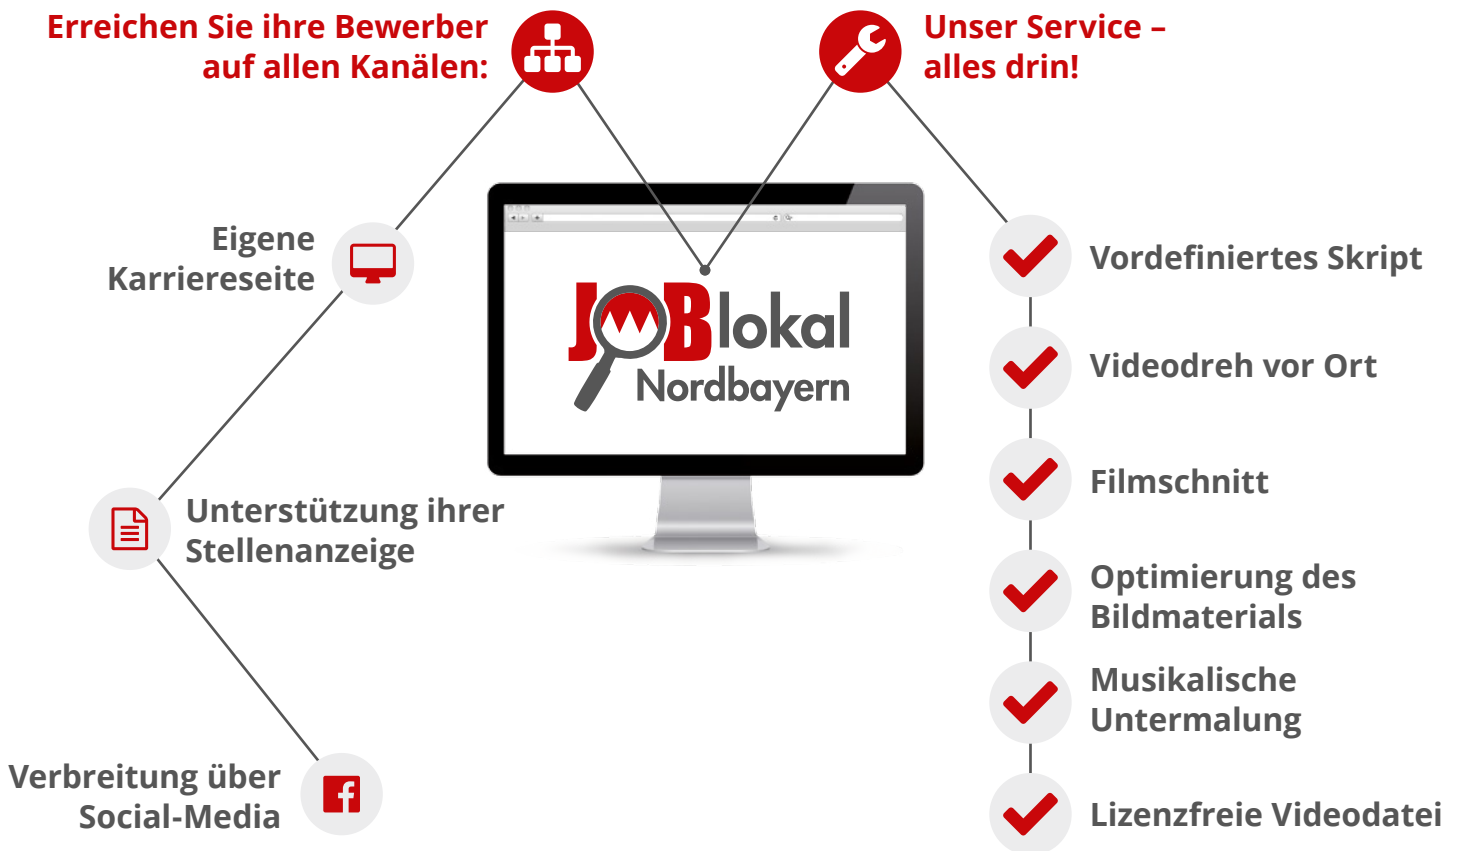 Erreichen Sie ihre Bewerber
auf allen Kanälen:
Eigene
Karriereseite
Unterstützung ihrer
Stellenanzeige
Verbreitung über
Social-Media
JOBlokal
Nordbayern
Unser Service –
alles drin!
Vordefiniertes Skript
Videodreh vor Ort
Filmschnitt
Optimierung des
Bildmaterials
Musikalische
Untermalung
Lizenzfreie Videodatei